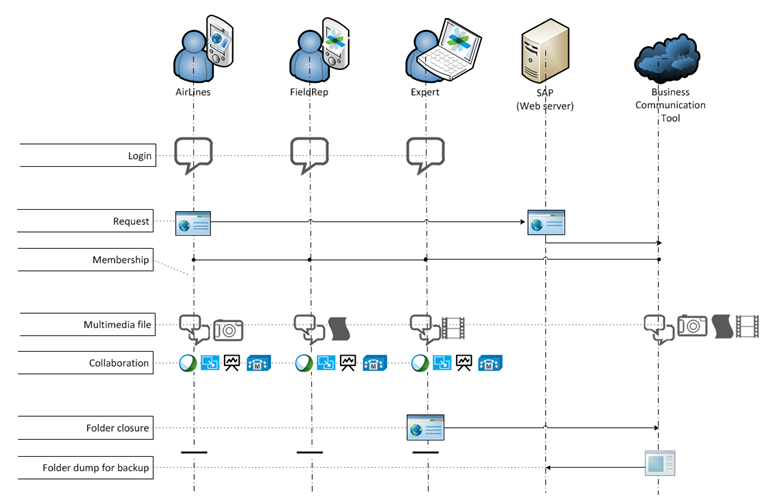 AirLines
FieldRep
Expert
SAP
(Web server)
Business
Communication
Tool
Login
Request
Membership
Multimedia file
Collaboration
M
M
M
Folder closure
Folder dump for backup